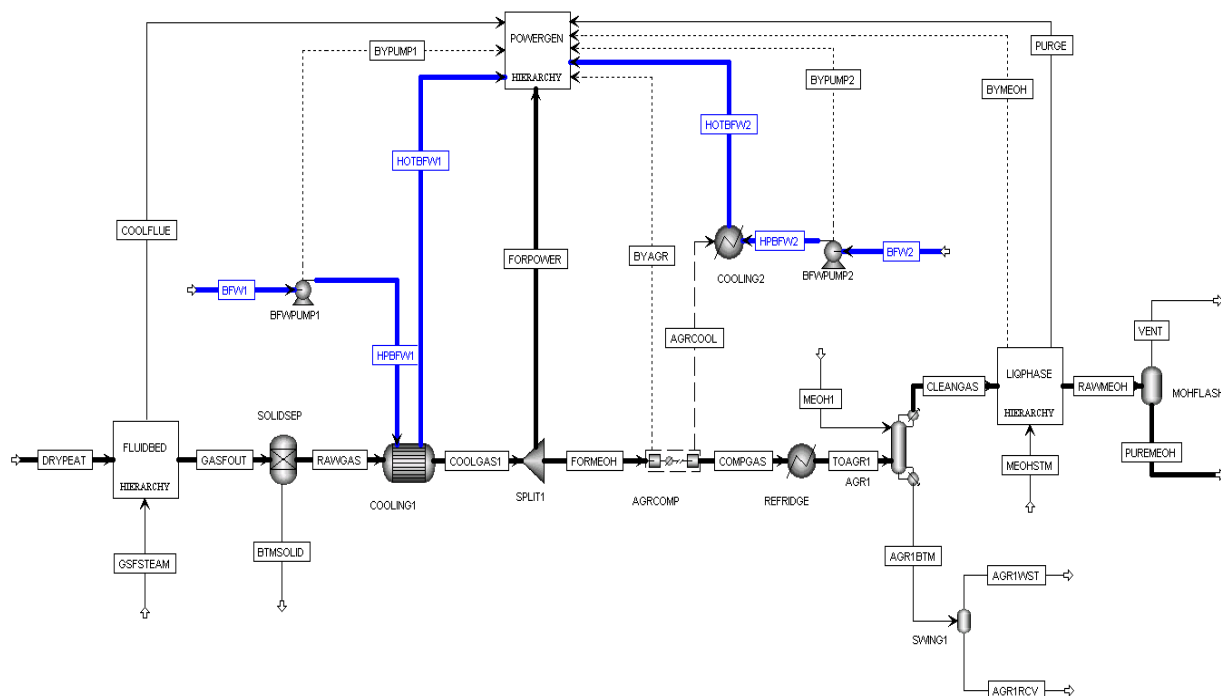 POWERGEN
HIERARCHY
BYPUMP1
BYPUMP2
BYMEOH
PURGE
HOTBFW1
HOTBFW2
COOLFLUE
FORPOWER
BYAGR
COOLING2
HPBFW2
BFWPUMP2
BFW2
BFW1
BFWPUMP1
HPBFW1
AGRCOOL
VENT
MEOH1
CLEANGAS
LIQPHASE
HIERARCHY
RAWMEOH
MOHFLASH
PUREMEOH
MEOHSTM
SOLIDSEP
DRYPEAT
FLUIDBED
HIERARCHY
GASFOUT
RAWGAS
COOLING1
COOLGAS1
SPLIT1
FORMEOH
AGRCOMP
COMPGAS
REFRIDGE
TOAGR1
AGR1
GSFSTEAM
BTMSOLID
AGR1BTM
AGR1WST
SWING1
AGR1RCV